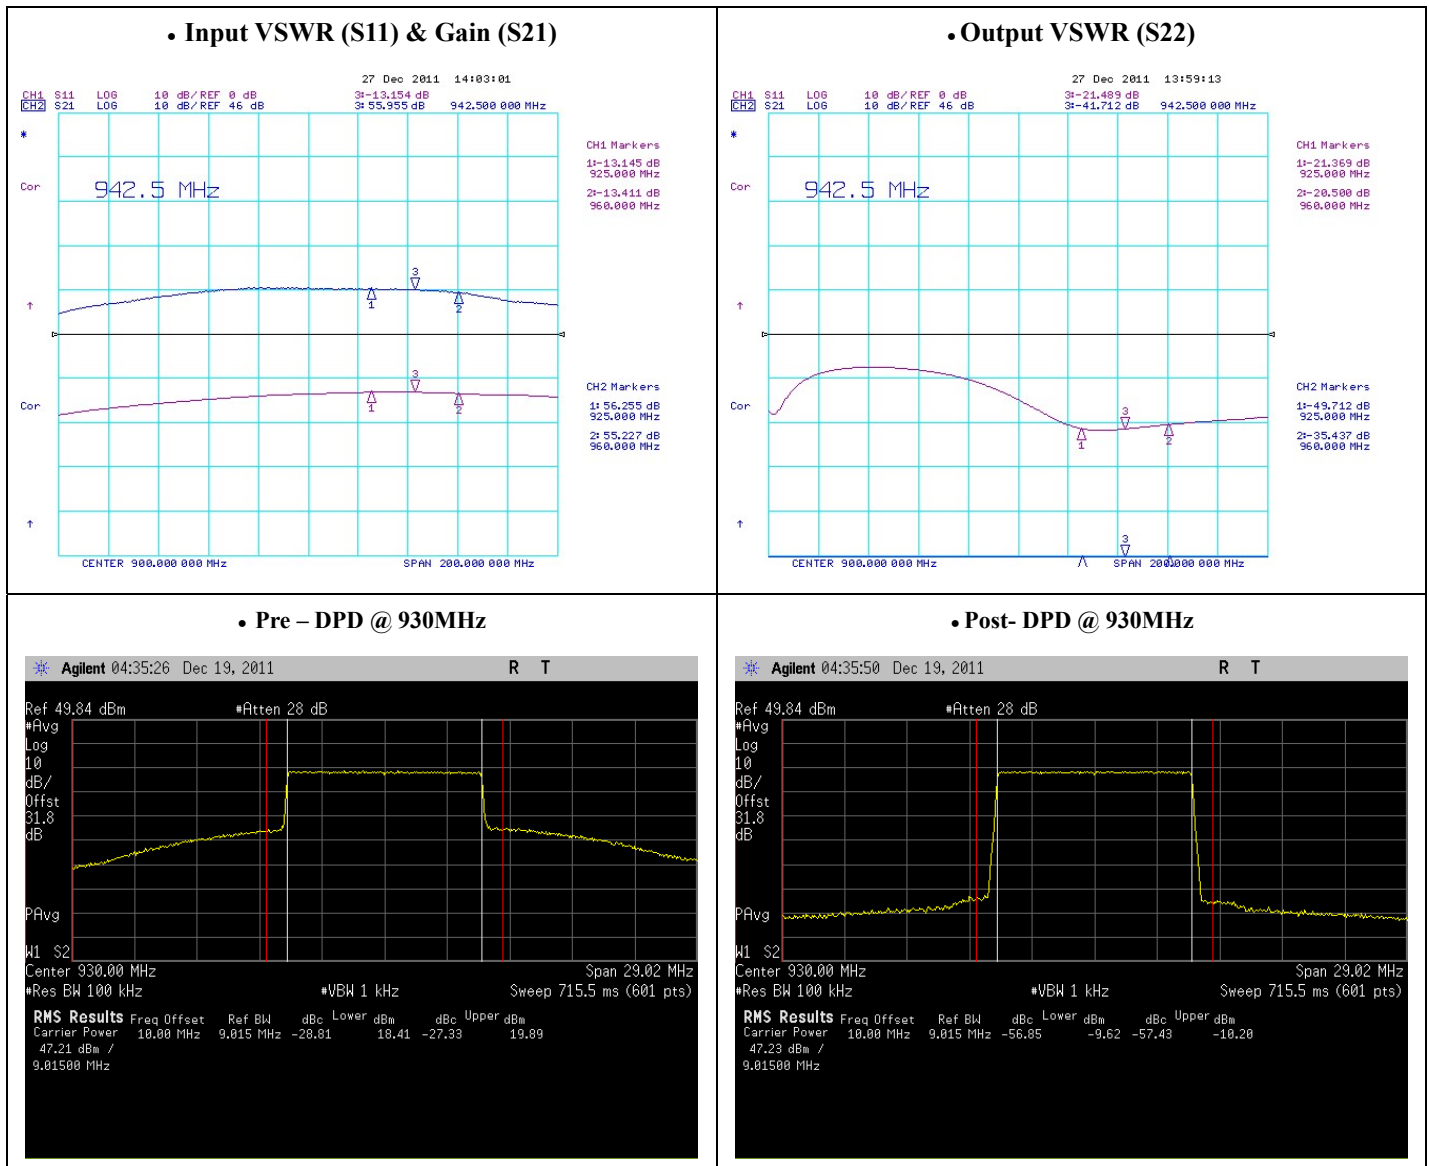 • Input VSWR (S11) & Gain (S21)
27 Dec 2011 14:03:01
CH1 S11 LOG 10 dB/REF 0 dB 3:-13.154 dB
CH2 S21 LOG 10 dB/REF 46 dB 3:55.955 dB 942.500 000 MHz
*
CH1 Markers
1:-13.145 dB
925.000 MHz
Cor
942.5 MHz
2:-13.411 dB
960.000 MHz
3
1
2
↑
3
1
2
CH2 Markers
1: 56.255 dB
925.000 MHz
Cor
2: 55.227 dB
960.000 MHz
↑
CENTER 900.000 000 MHz SPAN 200.000 000 MHz
• Output VSWR (S22)
27 Dec 2011 13:59:13
CH1 S11 LOG 10 dB/REF 0 dB 3:-21.489 dB
CH2 S21 LOG 10 dB/REF 46 dB 3:-41.712 dB 942.500 000 MHz
*
CH1 Markers
1:-21.369 dB
925.000 MHz
Cor
942.5 MHz
2:-20.500 dB
960.000 MHz
↑
CH2 Markers
1:-49.712 dB
925.000 MHz
Cor
3
1
2
2:-35.437 dB
960.000 MHz
↑
3
CENTER 900.000 000 MHz SPAN 200.000 000 MHz
• Pre – DPD @ 930MHz
Agilent 04:35:26 Dec 19, 2011 R T
Ref 49.84 dBm #Atten 28 dB
#Avg
Log
10
dB/
Offst
31.8
dB
PAvg
W1 S2
Center 930.00 MHz Span 29.02 MHz
#Res BW 100 kHz #VBW 1 kHz Sweep 715.5 ms (601 pts)
RMS Results Freq Offset Ref BW dBc Lower dBm dBc Upper dBm
Carrier Power 10.00 MHz 9.015 MHz -28.81 18.41 -27.33 19.89
47.21 dBm /
9.01500 MHz
• Post- DPD @ 930MHz
Agilent 04:35:50 Dec 19, 2011 R T
Ref 49.84 dBm #Atten 28 dB
#Avg
Log
10
dB/
Offst
31.8
dB
PAvg
W1 S2
Center 930.00 MHz Span 29.02 MHz
#Res BW 100 kHz #VBW 1 kHz Sweep 715.5 ms (601 pts)
RMS Results Freq Offset Ref BW dBc Lower dBm dBc Upper dBm
Carrier Power 10.00 MHz 9.015 MHz -56.85 -9.62 -57.43 -10.20
47.23 dBm /
9.01500 MHz